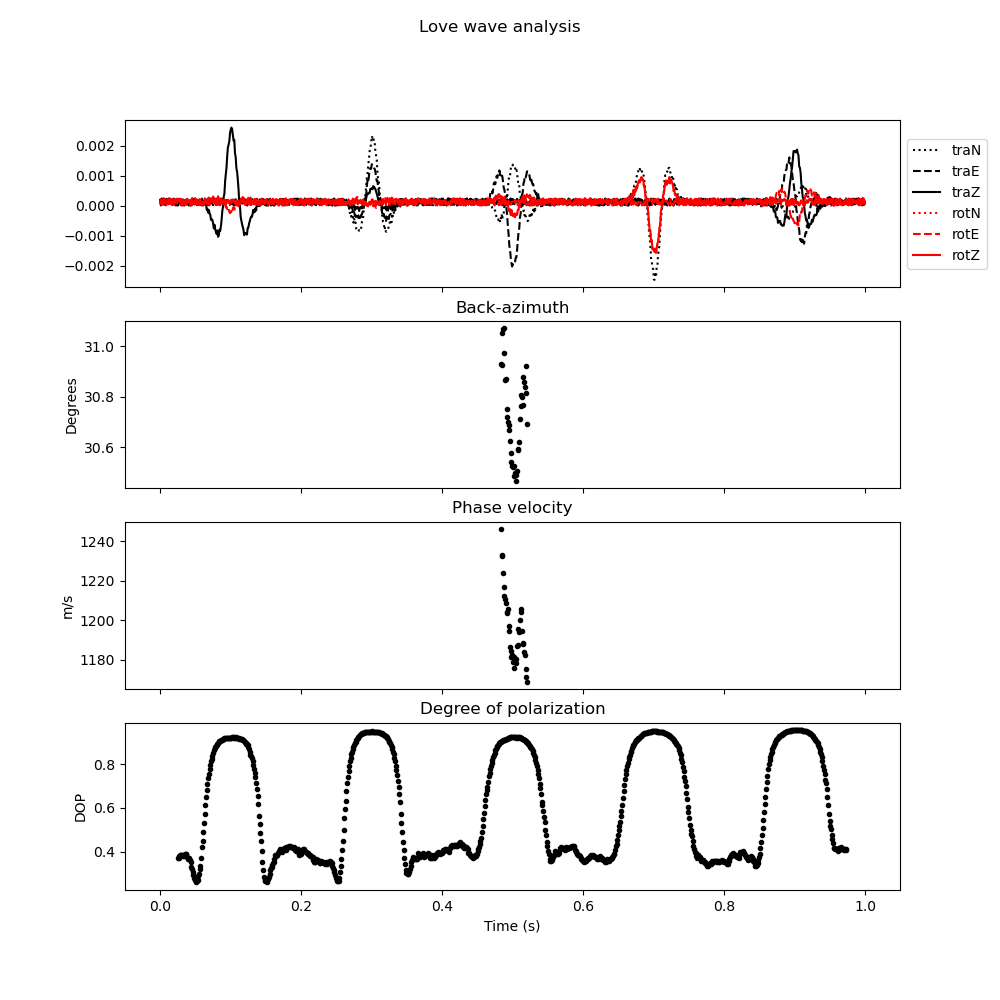 Love wave analysis
0.002
0.001
0.000
−0.001
−0.002
traN
traE
traZ
rotN
rotE
rotZ
Back-azimuth
31.0
30.8
30.6
Degrees
Phase velocity
1240
1220
1200
1180
m/s
Degree of polarization
0.8
0.6
0.4
DOP
0.0 0.2 0.4 0.6 0.8 1.0
Time (s)